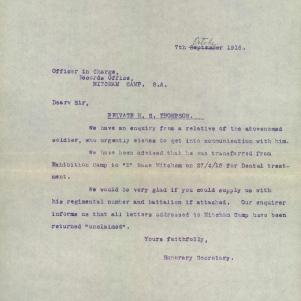 October
7th September 1918.
Officer in Charge,
Records Office,
MITCHAM CAMP. S.A.
Dear Sir,
PRIVATE H. S. THOMPSON.
We have an enquiry from a relative of the abovenamed
soldier, who urgently wishes to get into communication with him.
We have been advised that he was transferred from
Exhibition Camp to "E" Base Mitcham on 27/4/18 for Dental treat-
ment.
We would be very glad if you could supply us with
his regimental number and battalion if attached. Our enquirer
informs us that all letters addressed to Mitcham Camp have been
returned "unclaimed".
Yours faithfully,
Honorary Secretary.